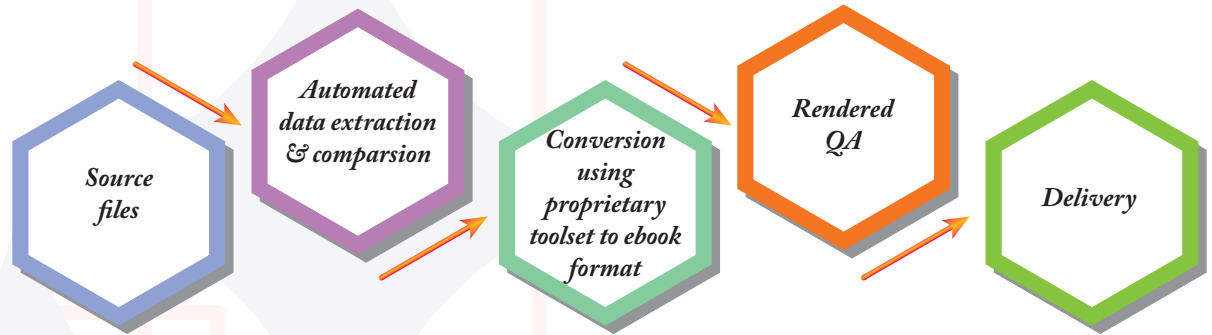 Source
files
Automated
data extraction
& comparsion
Conversion
using
proprietary
toolset to ebook
format
Rendered
QA
Delivery